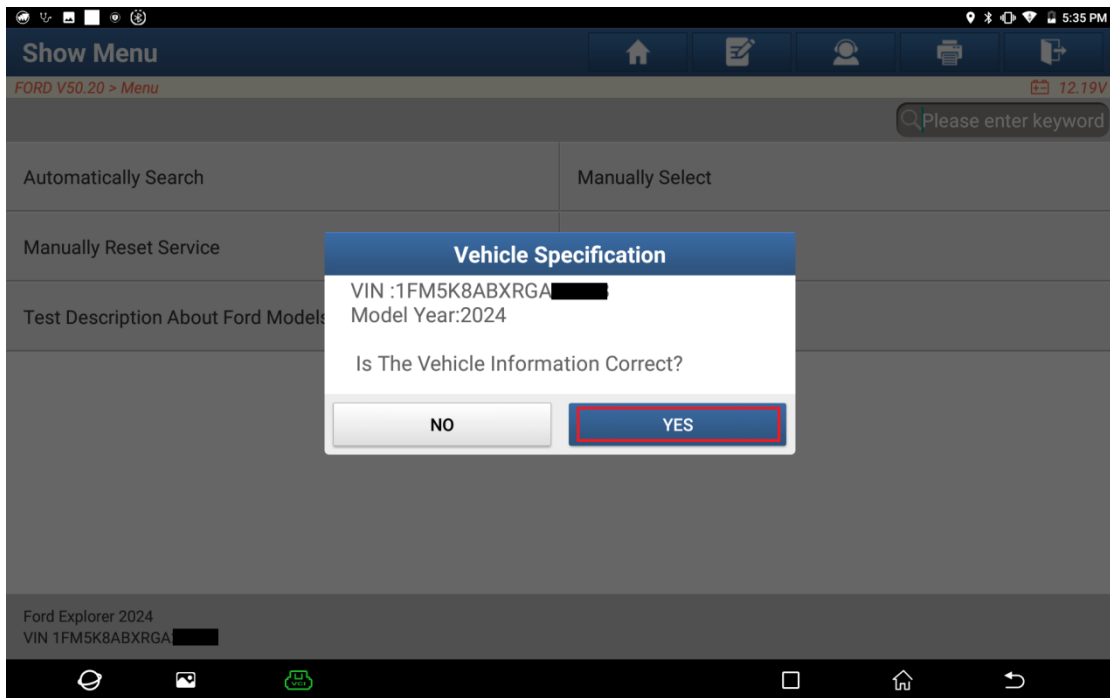 5:35 PM
Show Menu
FORD V50.20 > Menu
12.19V
Please enter keyword
Automatically Search
Manually Select
Manually Reset Service
Vehicle Specification
VIN :1FM5K8ABXRGA
Model Year:2024
Test Description About Ford Models
Is The Vehicle Information Correct?
NO
YES
Ford Explorer 2024
VIN 1FM5K8ABXRGA
VCI